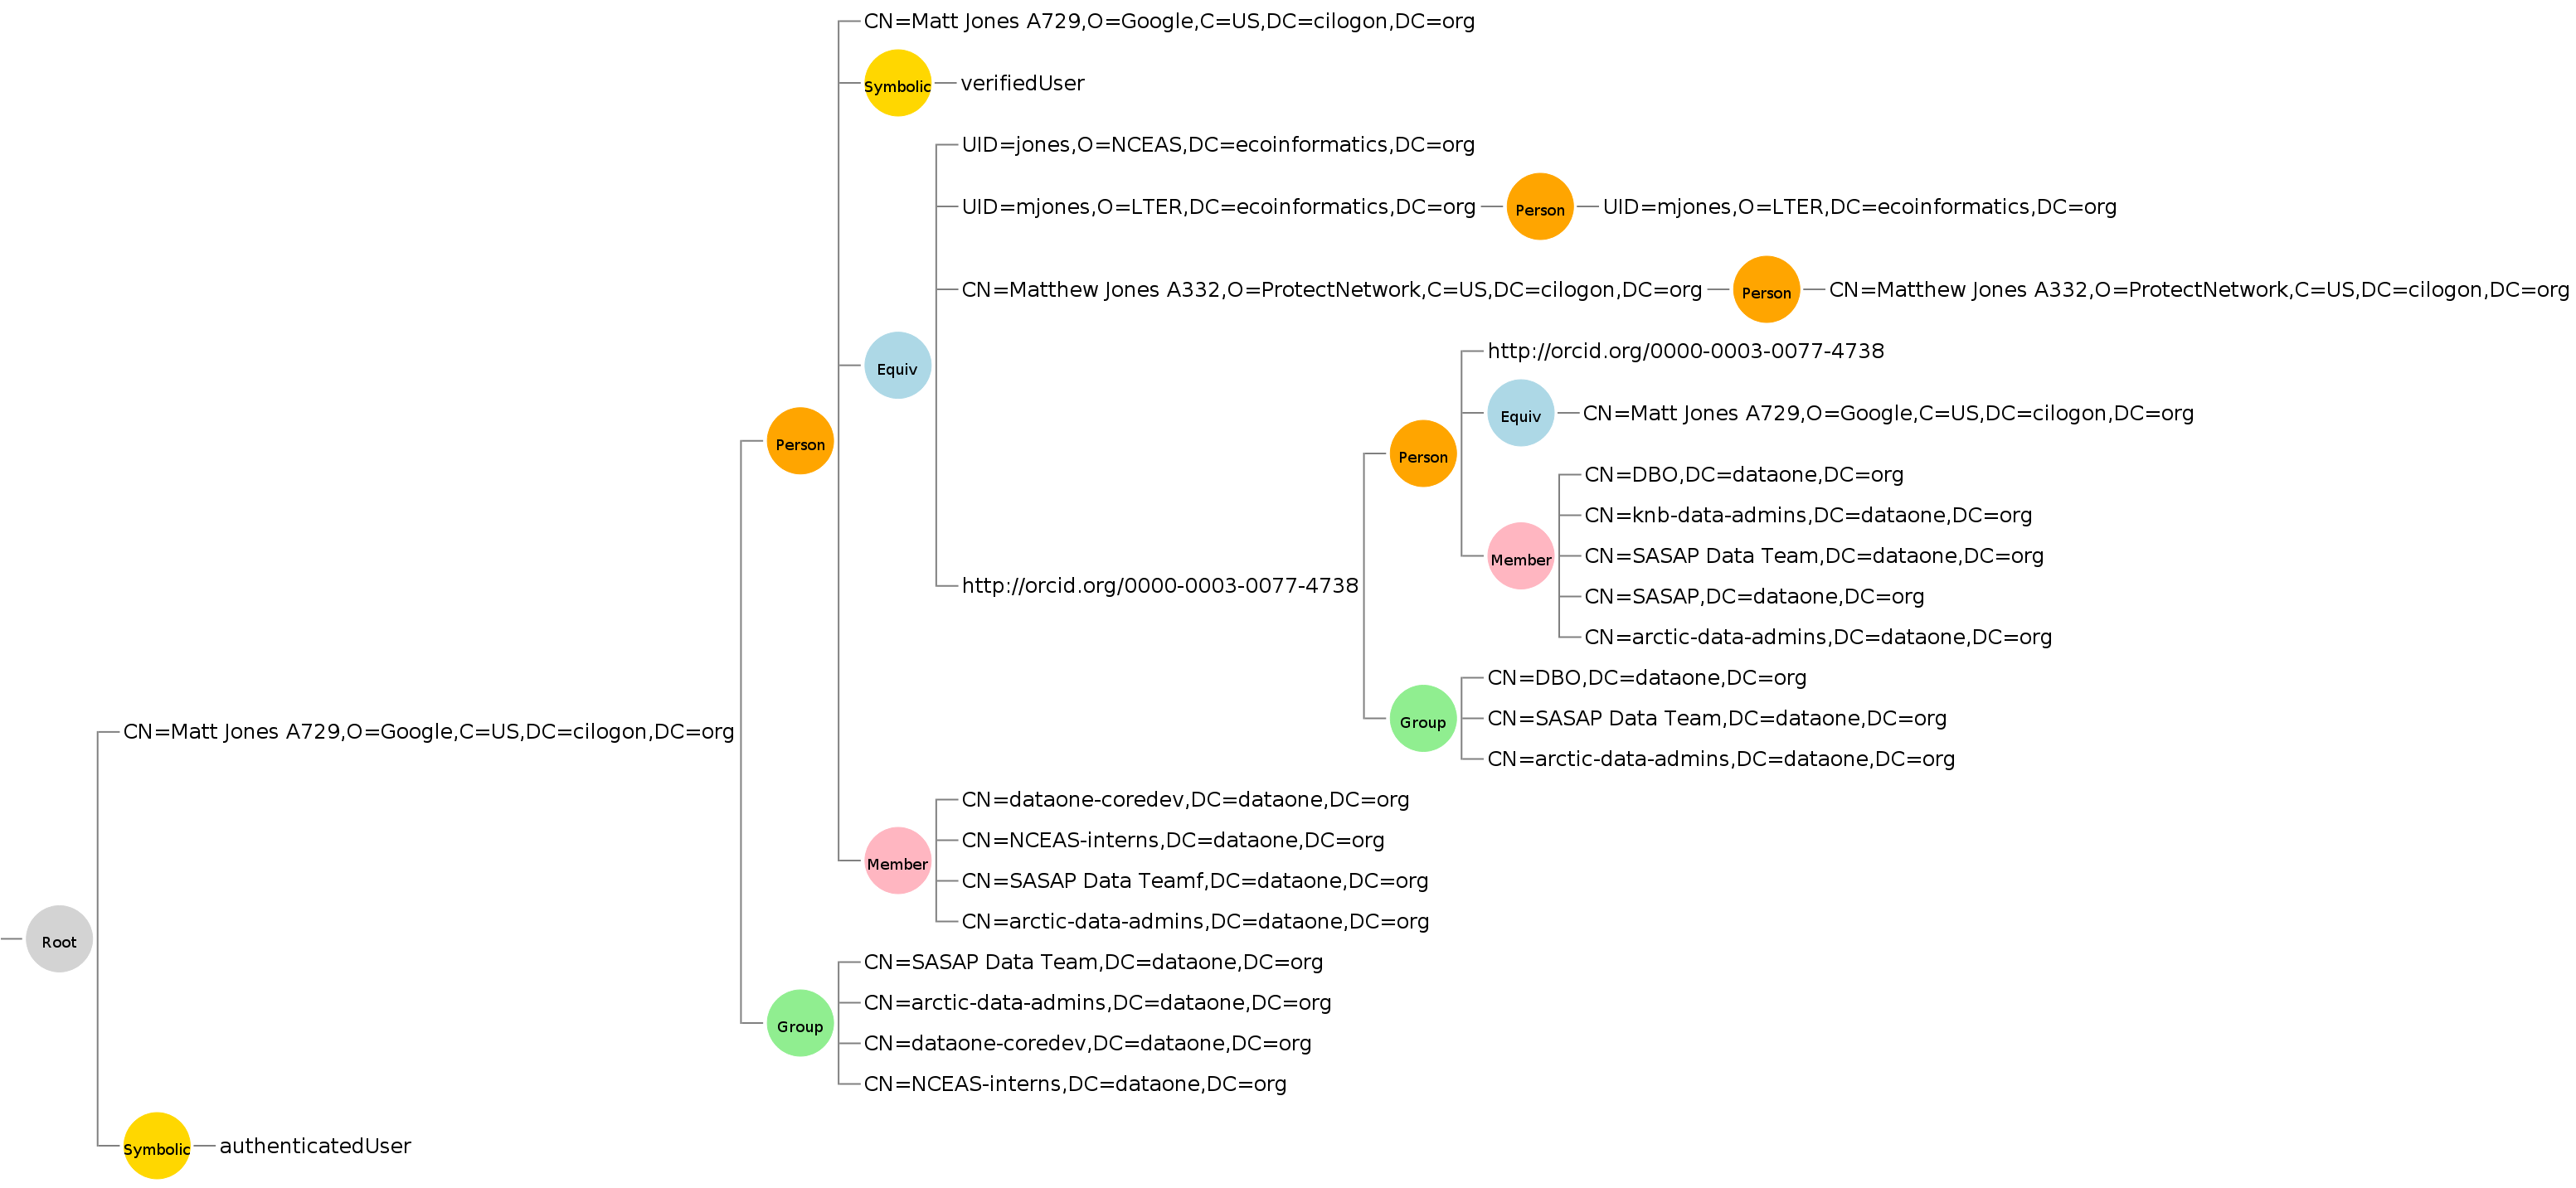 CN=Matt Jones A729,O=Google,C=US,DC=cilogon,DC=org
Symbolic
verifiedUser
UID=jones,O=NCEAS,DC=ecoinformatics,DC=org
UID=mjones,O=LTER,DC=ecoinformatics,DC=org
Person
UID=mjones,O=LTER,DC=ecoinformatics,DC=org
CN=Matthew Jones A332,O=ProtectNetwork,C=US,DC=cilogon,DC=org
Person
CN=Matthew Jones A332,O=ProtectNetwork,C=US,DC=cilogon,DC=org
http://orcid.org/0000-0003-0077-4738
Equiv
Equiv
CN=Matt Jones A729,O=Google,C=US,DC=cilogon,DC=org
Person
Person
CN=DBO,DC=dataone,DC=org
CN=knb-data-admins,DC=dataone,DC=org
Member
CN=SASAP Data Team,DC=dataone,DC=org
http://orcid.org/0000-0003-0077-4738
CN=SASAP,DC=dataone,DC=org
CN=arctic-data-admins,DC=dataone,DC=org
CN=DBO,DC=dataone,DC=org
Group
CN=SASAP Data Team,DC=dataone,DC=org
CN=Matt Jones A729,O=Google,C=US,DC=cilogon,DC=org
CN=arctic-data-admins,DC=dataone,DC=org
CN=dataone-coredev,DC=dataone,DC=org
CN=NCEAS-interns,DC=dataone,DC=org
Member
CN=SASAP Data Teamf,DC=dataone,DC=org
CN=arctic-data-admins,DC=dataone,DC=org
Root
CN=SASAP Data Team,DC=dataone,DC=org
CN=arctic-data-admins,DC=dataone,DC=org
Group
CN=dataone-coredev,DC=dataone,DC=org
CN=NCEAS-interns,DC=dataone,DC=org
Symbolic
authenticatedUser